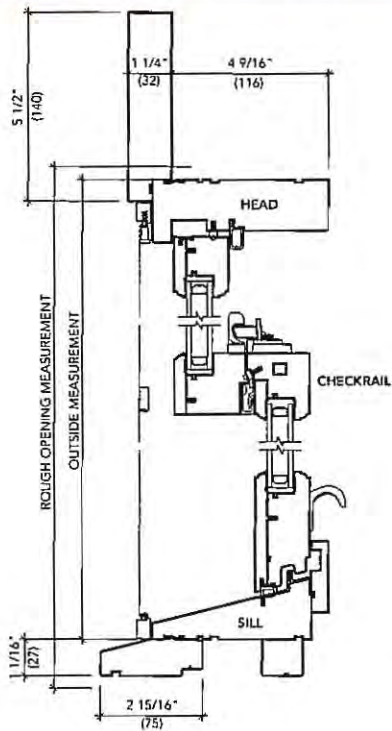 1 1/4"
(32)
4 9/16"
(116)
5 1/2"
(140)
HEAD
ROUGH OPENING MEASUREMENT
OUTSIDE MEASUREMENT
CHECKRAIL
SILL
1 1/16"
(27)
2 15/16"
(75)